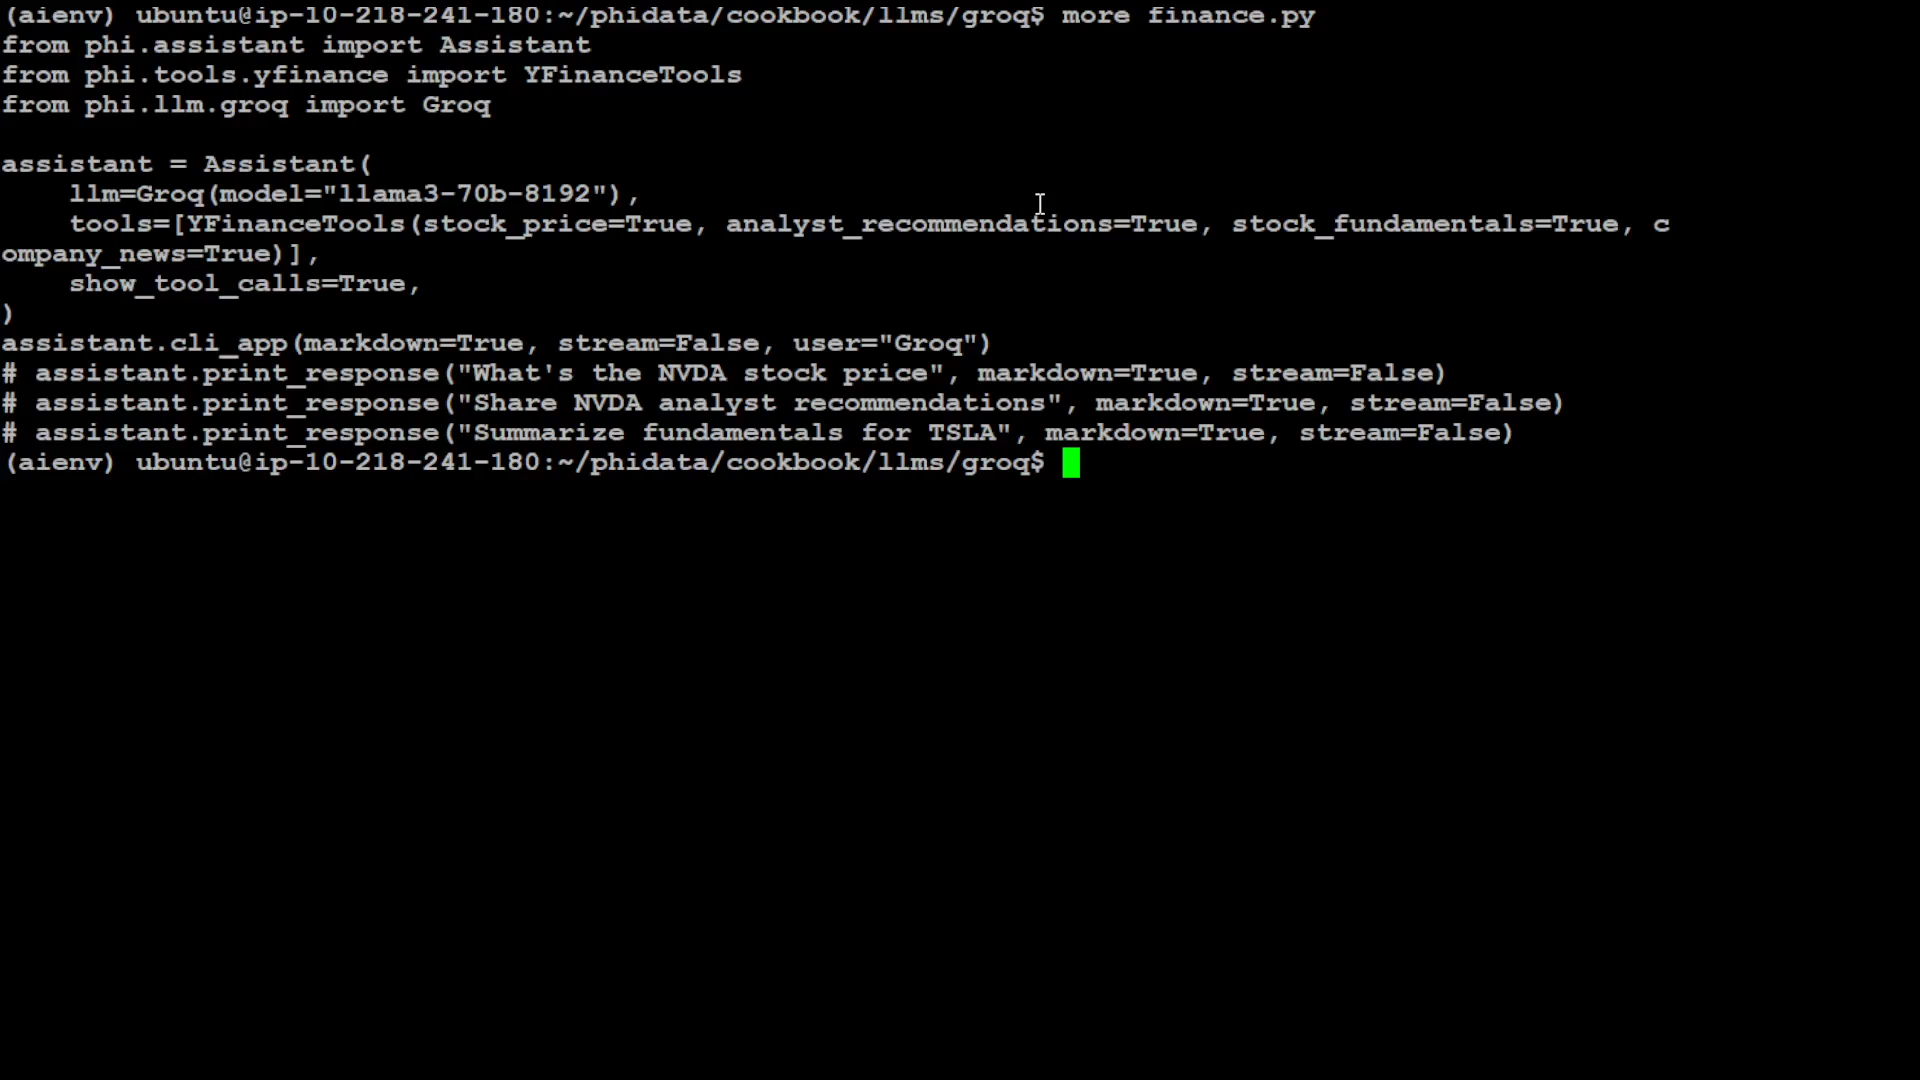 (aienv) ubuntu@ip-10-218-241-180:~/phidata/cookbook/llms/groq$ more finance.py
from phi.assistant import Assistant
from phi.tools.yfinance import YFinanceTools
from phi.llm.groq import Groq

assistant = Assistant(
    llm=Groq(model="llama3-70b-8192"),
    tools=[YFinanceTools(stock_price=True, analyst_recommendations=True, stock_fundamentals=True, c
ompany_news=True)],
    show_tool_calls=True,
)
assistant.cli_app(markdown=True, stream=False, user="Groq")
# assistant.print_response("What's the NVDA stock price", markdown=True, stream=False)
# assistant.print_response("Share NVDA analyst recommendations", markdown=True, stream=False)
# assistant.print_response("Summarize fundamentals for TSLA", markdown=True, stream=False)
(aienv) ubuntu@ip-10-218-241-180:~/phidata/cookbook/llms/groq$